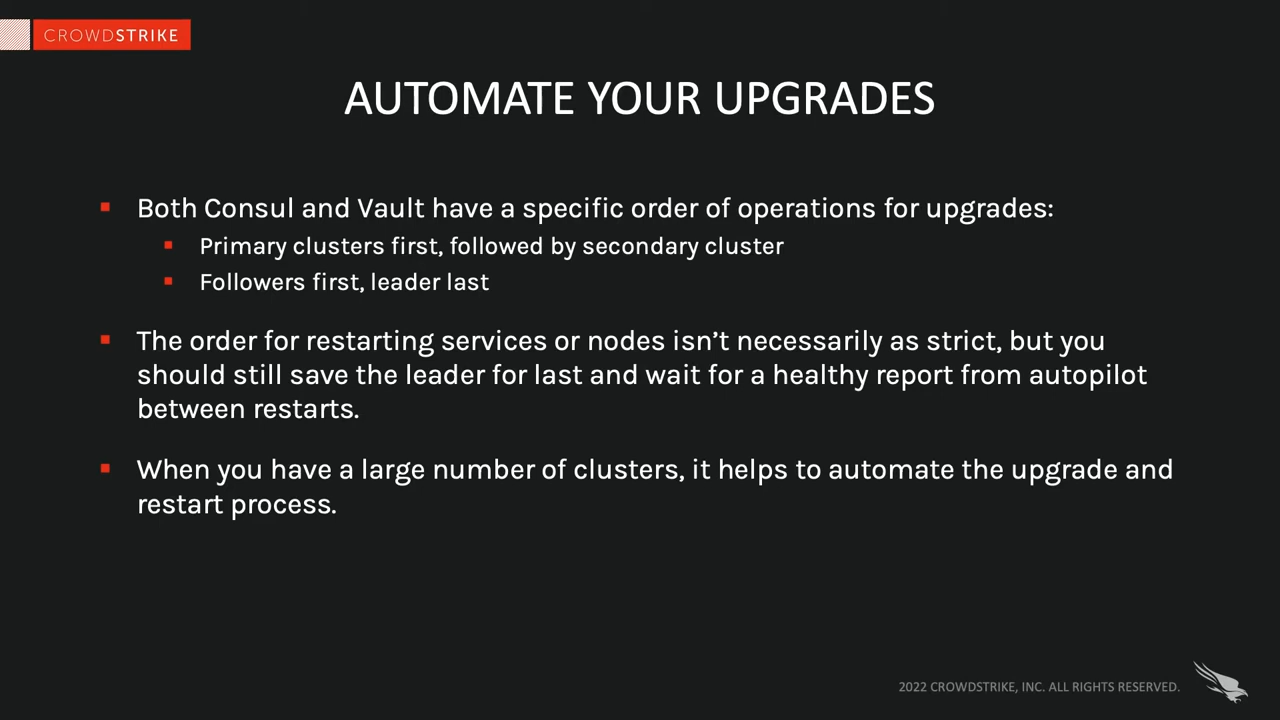 CROWDSTRIKE
AUTOMATE YOUR UPGRADES
Both Consul and Vault have a specific order of operations for upgrades:
Primary clusters first, followed by secondary cluster
Followers first, leader last
The order for restarting services or nodes isn’t necessarily as strict, but you
should still save the leader for last and wait for a healthy report from autopilot
between restarts.
When you have a large number of clusters, it helps to automate the upgrade and
restart process.
2022 CROWDSTRIKE, INC. ALL RIGHTS RESERVED.